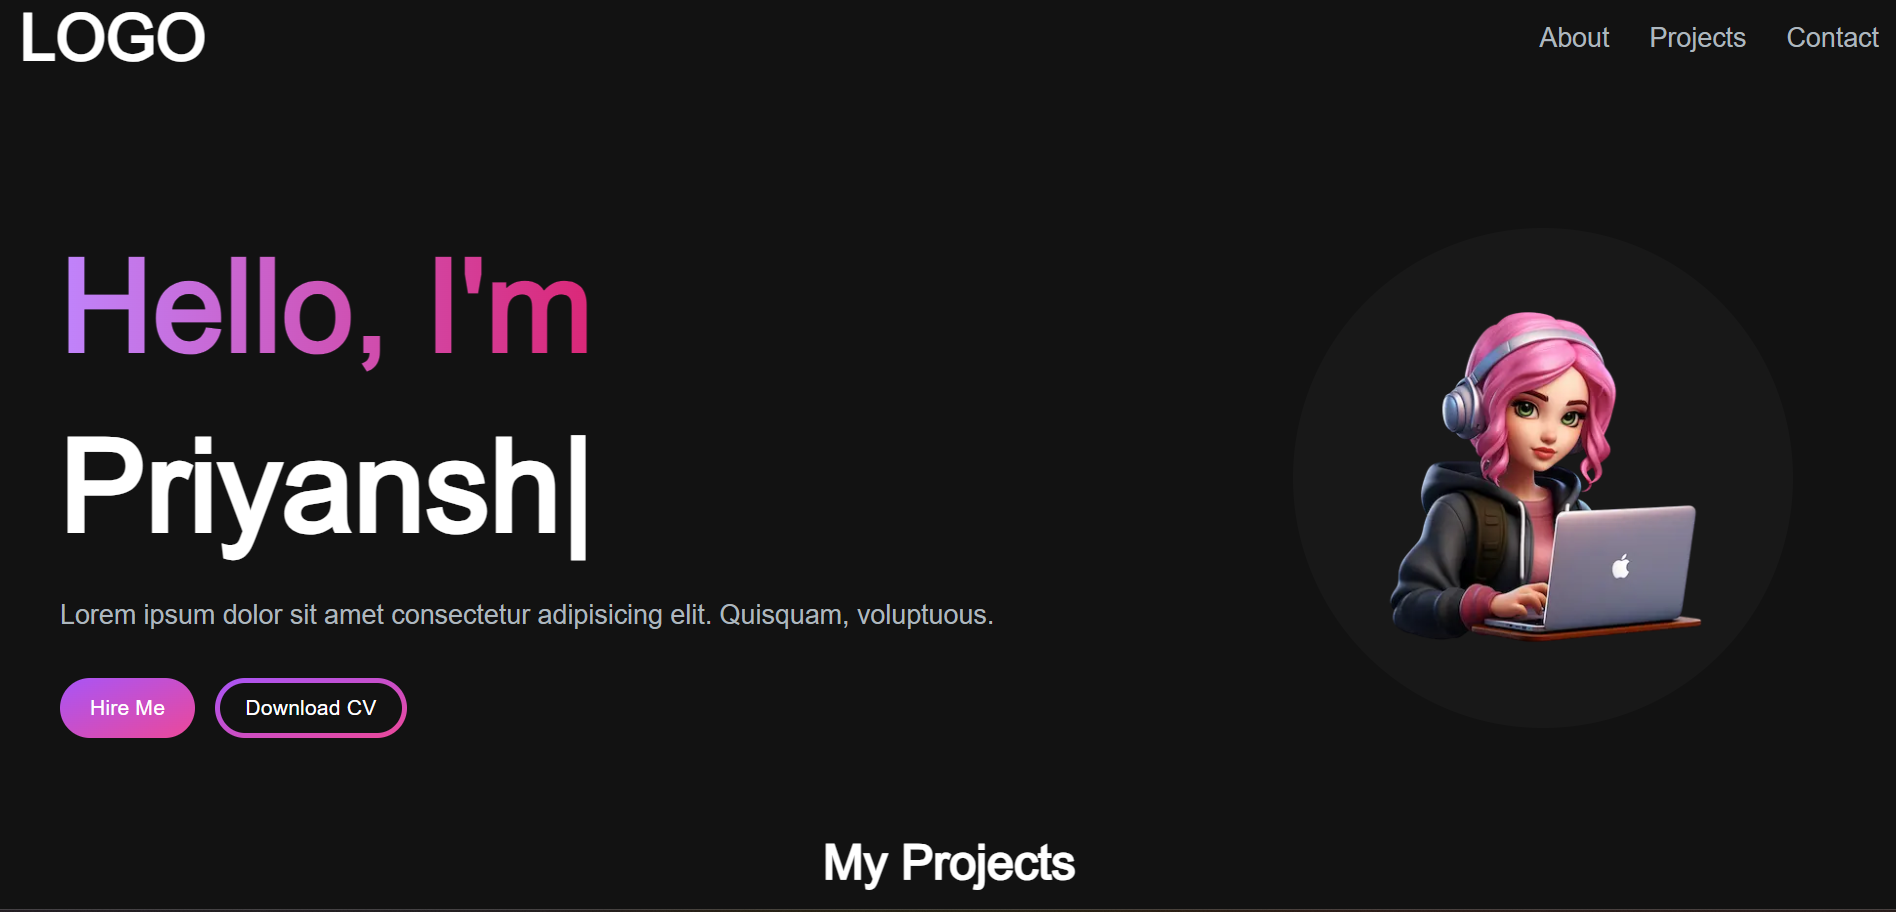 LOGO
About Projects Contact
Hello, I'm
Priyansh|
Lorem ipsum dolor sit amet consectetur adipisicing elit. Quisquam, voluptuous.
Hire Me Download CV
My Projects